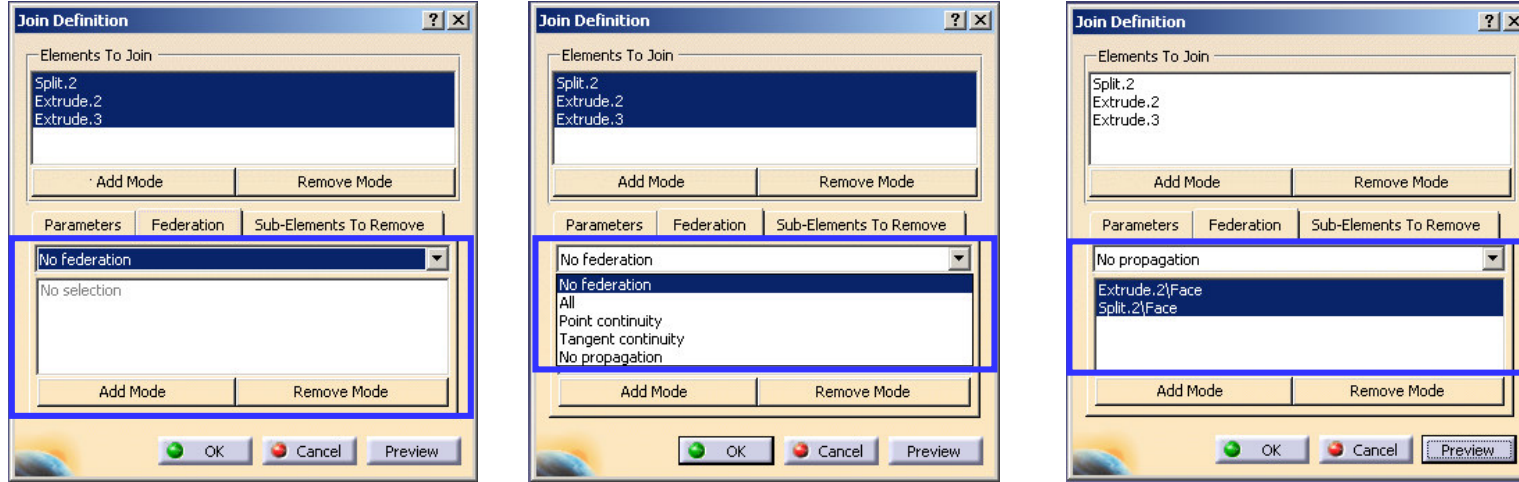 Join Definition
Elements To Join
Split.2
Extrude.2
Extrude.3
Add Mode Remove Mode
Parameters Federation Sub-Elements To Remove
No federation
No selection
Add Mode Remove Mode
OK Cancel Preview
Join Definition
Elements To Join
Split.2
Extrude.2
Extrude.3
Add Mode Remove Mode
Parameters Federation Sub-Elements To Remove
No federation
No federation
All
Point continuity
Tangent continuity
No propagation
Add Mode Remove Mode
OK Cancel Preview
Join Definition
Elements To Join
Split.2
Extrude.2
Extrude.3
Add Mode Remove Mode
Parameters Federation Sub-Elements To Remove
No propagation
Extrude.2\Face
Split.2\Face
Add Mode Remove Mode
OK Cancel Preview